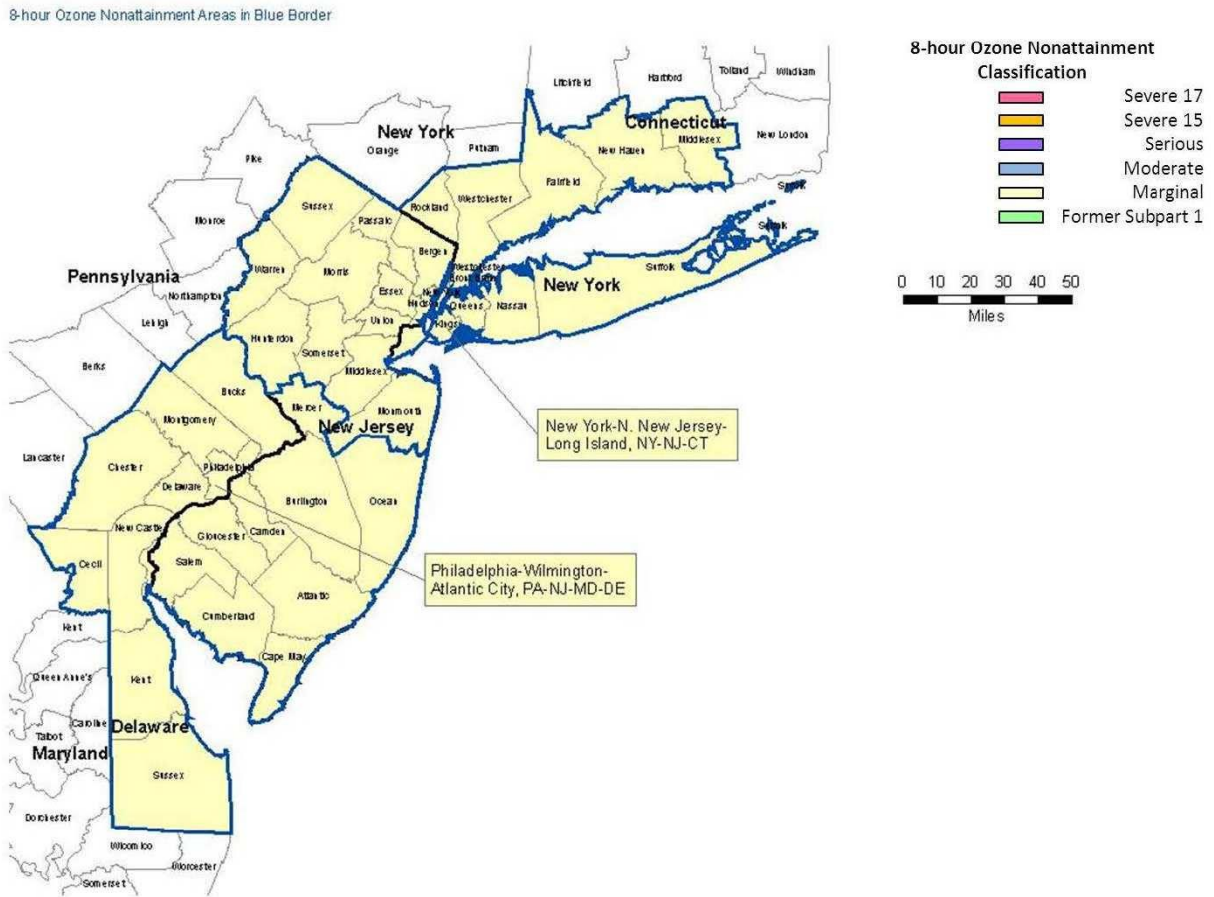 8-hour Ozone Nonattainment Areas in Blue Border
8-hour Ozone Nonattainment
Classification
Severe 17
Severe 15
Serious
Moderate
Marginal
Former Subpart 1
0 10 20 30 40 50
Miles
Litchfield
Hartford
Tolland
Windham
New York
Orange
Putnam
Connecticut
Middlesex
New London
New Haven
Fairfield
Pike
Monroe
Sussex
Passaic
Rockland
Westchester
Suffolk
Suffolk
Bergen
Pennsylvania
Northampton
Lehigh
Berks
Warren
Morris
Essex
Westchester
Hudson
Queens
Nassau
Suffolk
New York
Kings
Union
Hunterdon
Somerset
Middlesex
Bucks
Mercer
Monmouth
New Jersey
Montgomery
New York-N. New Jersey-
Long Island, NY-NJ-CT
Lancaster
Chester
Philadelphia
Delaware
Burlington
Ocean
New Castle
Gloucester
Camden
Cecil
Salem
Philadelphia-Wilmington-
Atlantic City, PA-NJ-MD-DE
Atlantic
Cumberland
Cape May
Kent
Queen Anne's
Kent
Caroline
Delaware
Talbot
Maryland
Sussex
Dorchester
Wicomico
Worcester
Somerset